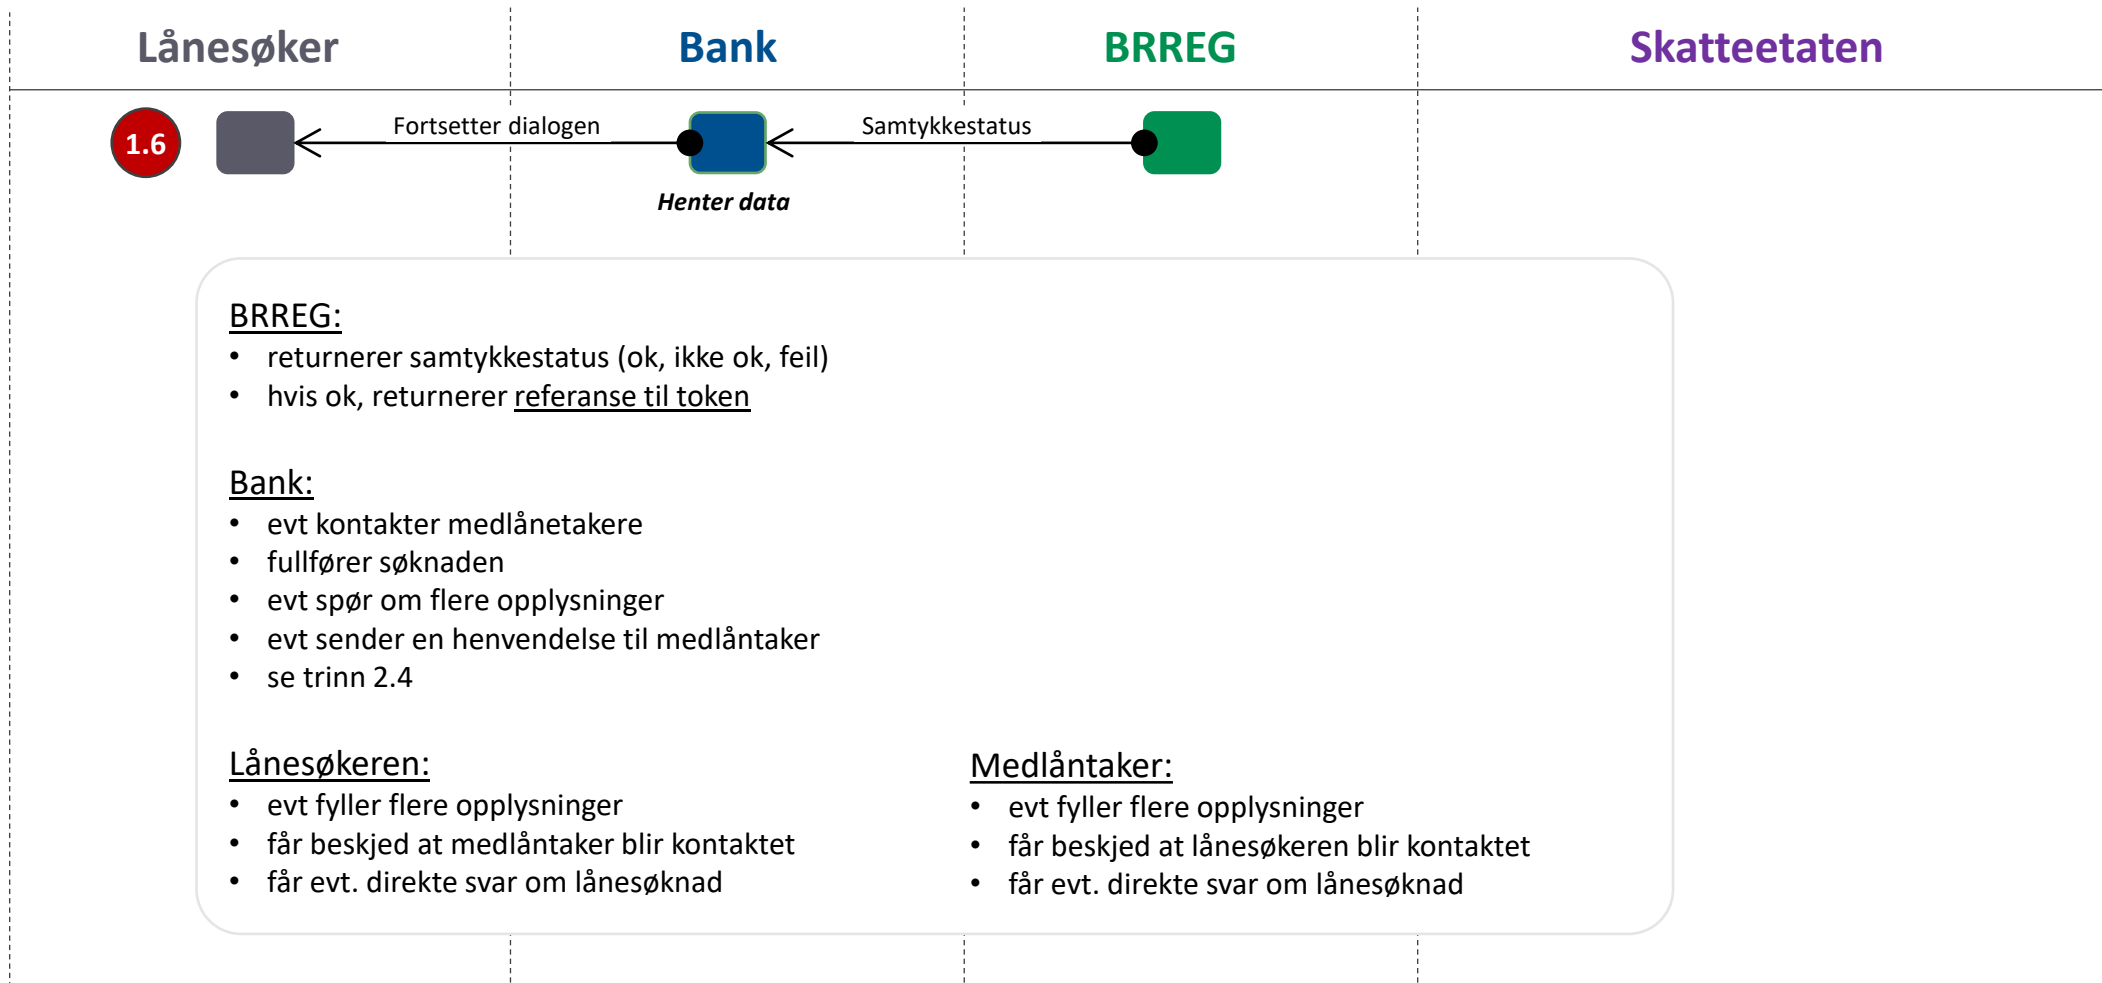 Lånesøker
Bank
BRREG
Skatteetaten
1.6
Fortsetter dialogen
Samtykkestatus
Henter data
BRREG:
• returnerer samtykkestatus (ok, ikke ok, feil)
• hvis ok, returnerer referanse til token
Bank:
• evt kontakter medlånetakere
• fullfører søknaden
• evt spør om flere opplysninger
• evt sender en henvendelse til medlåntaker
• se trinn 2.4
Lånesøkeren:
• evt fyller flere opplysninger
• får beskjed at medlåntaker blir kontaktet
• får evt. direkte svar om lånesøknad
Medlåntaker:
• evt fyller flere opplysninger
• får beskjed at lånesøkeren blir kontaktet
• får evt. direkte svar om lånesøknad